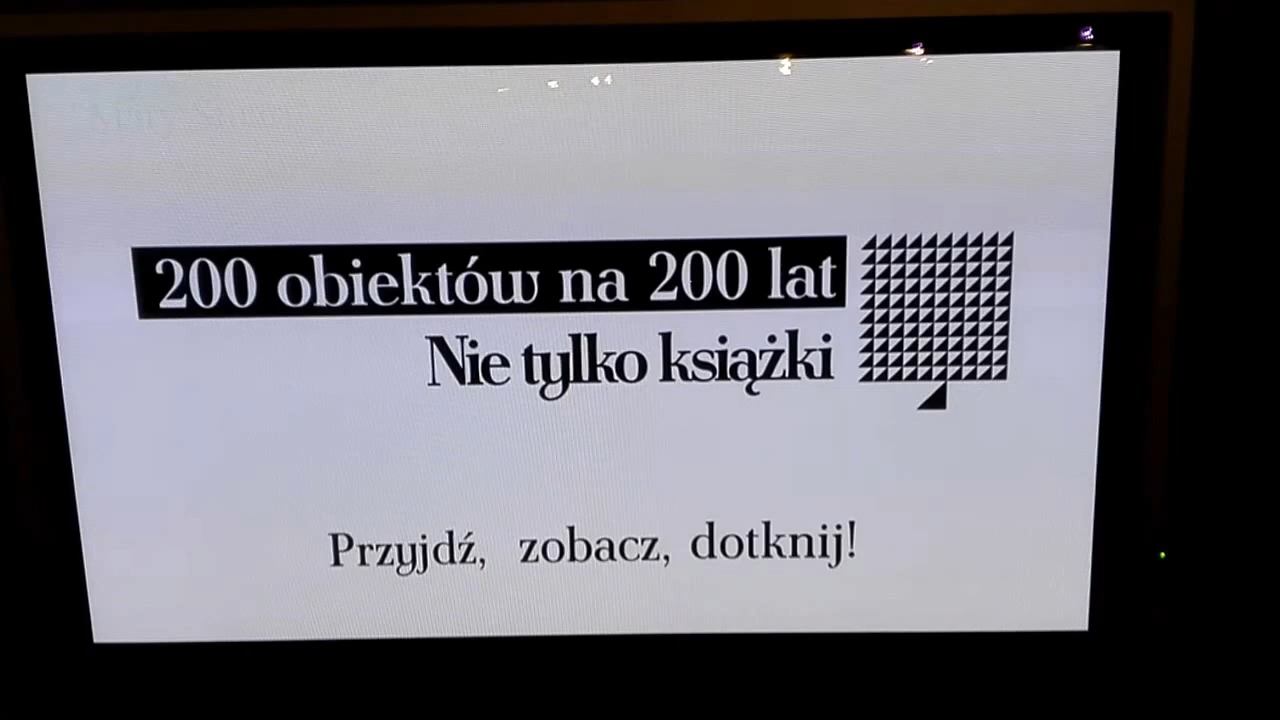 200 obiektów na 200 lat
Nie tylko książki
Przyjdź, zobacz, dotknij!